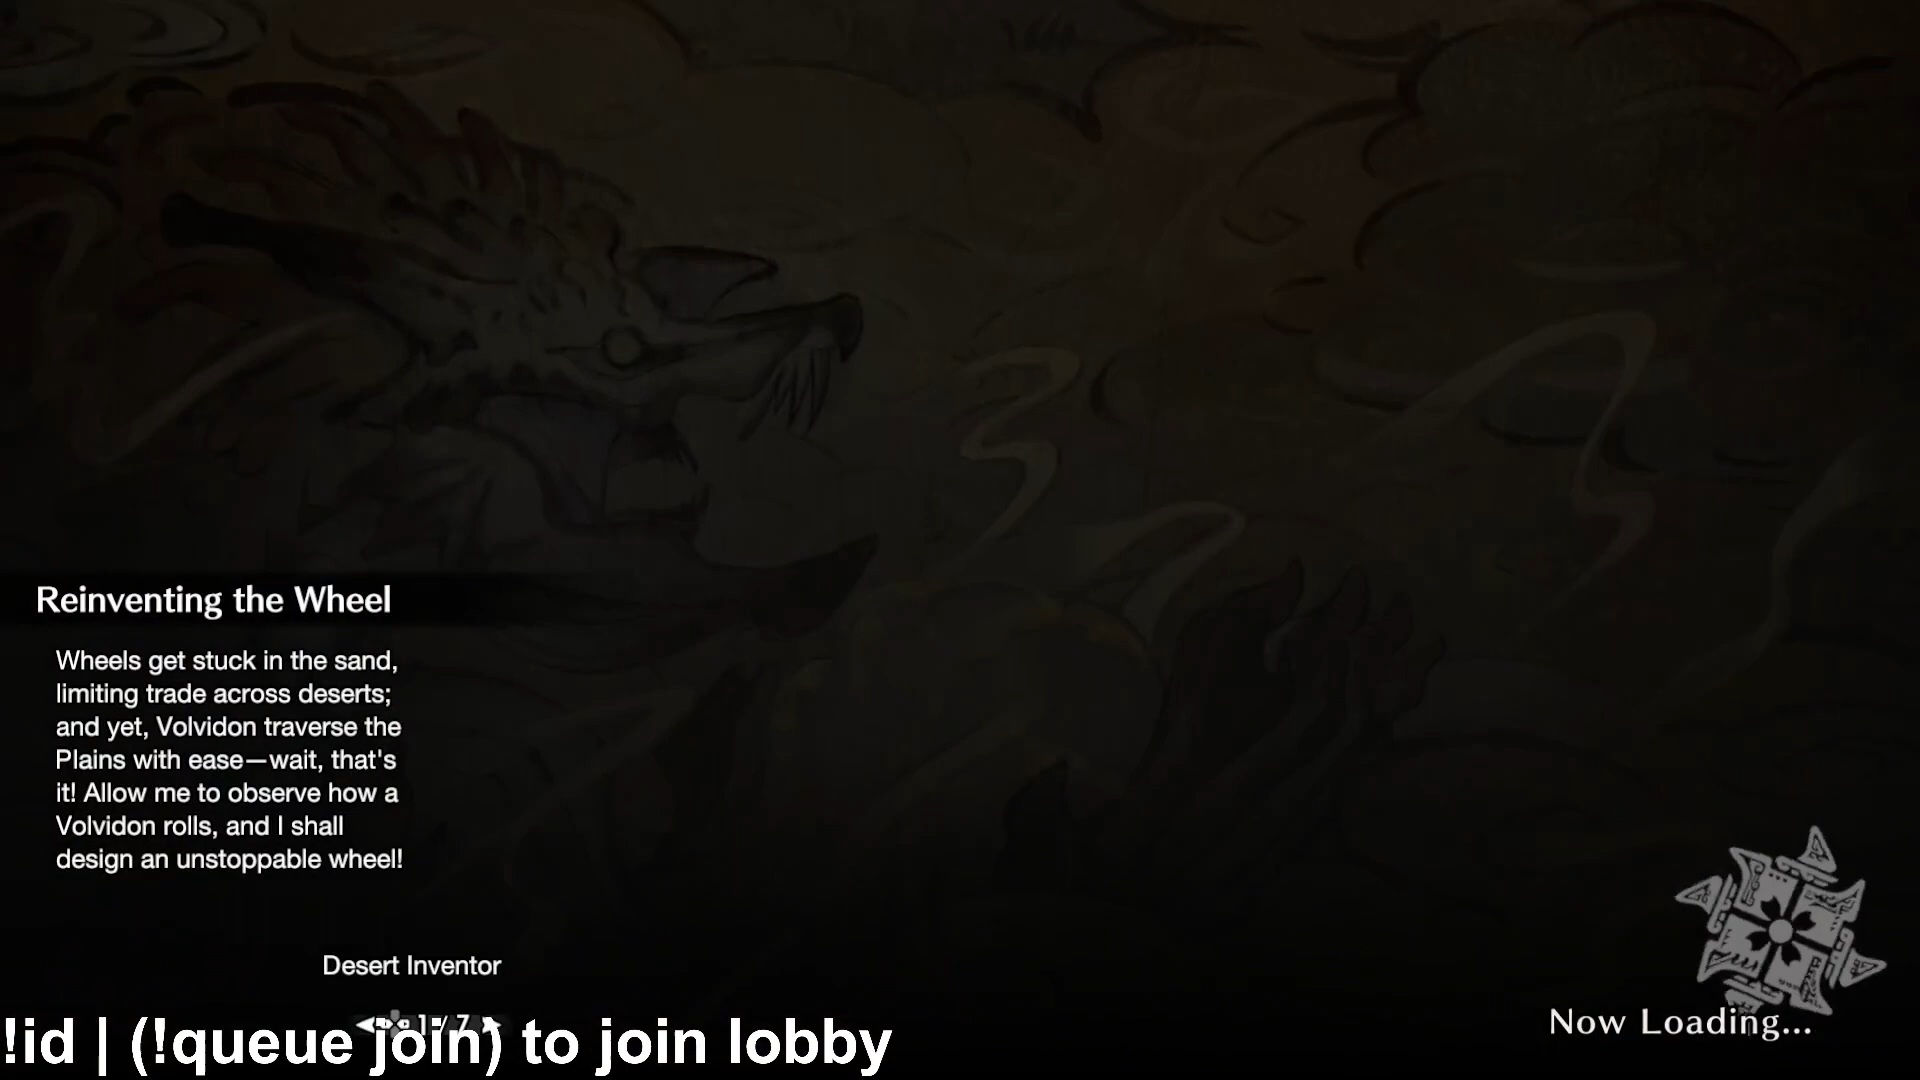 Reinventing the Wheel
Wheels get stuck in the sand,
limiting trade across deserts;
and yet, Volvidon traverse the
Plains with ease—wait, that's
it! Allow me to observe how a
Volvidon rolls, and I shall
design an unstoppable wheel!
Desert Inventor
1/7
!id | (!queue join) to join lobby
Now Loading...